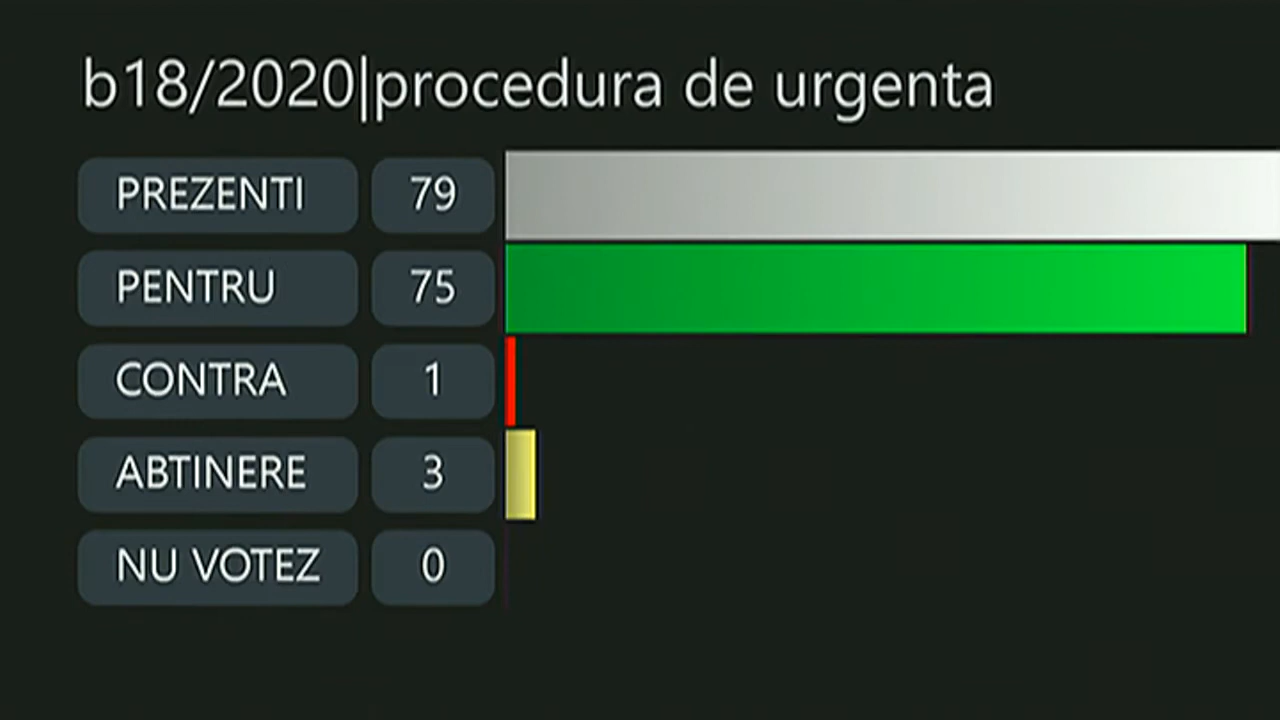 b18/2020|procedura de urgenta
PREZENTI 79
PENTRU 75
CONTRA 1
ABTINERE 3
NU VOTEZ 0